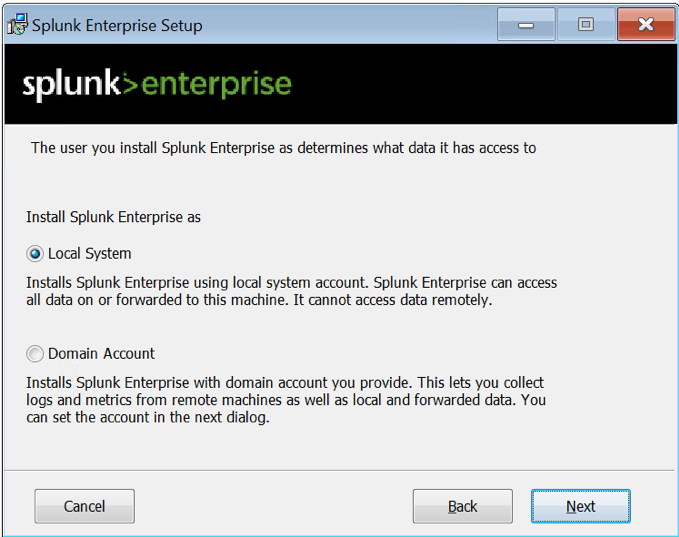 Splunk Enterprise Setup
splunk>enterprise
The user you install Splunk Enterprise as determines what data it has access to
Install Splunk Enterprise as
Local System
Installs Splunk Enterprise using local system account. Splunk Enterprise can access
all data on or forwarded to this machine. It cannot access data remotely.
Domain Account
Installs Splunk Enterprise with domain account you provide. This lets you collect
logs and metrics from remote machines as well as local and forwarded data. You
can set the account in the next dialog.
Cancel Back Next